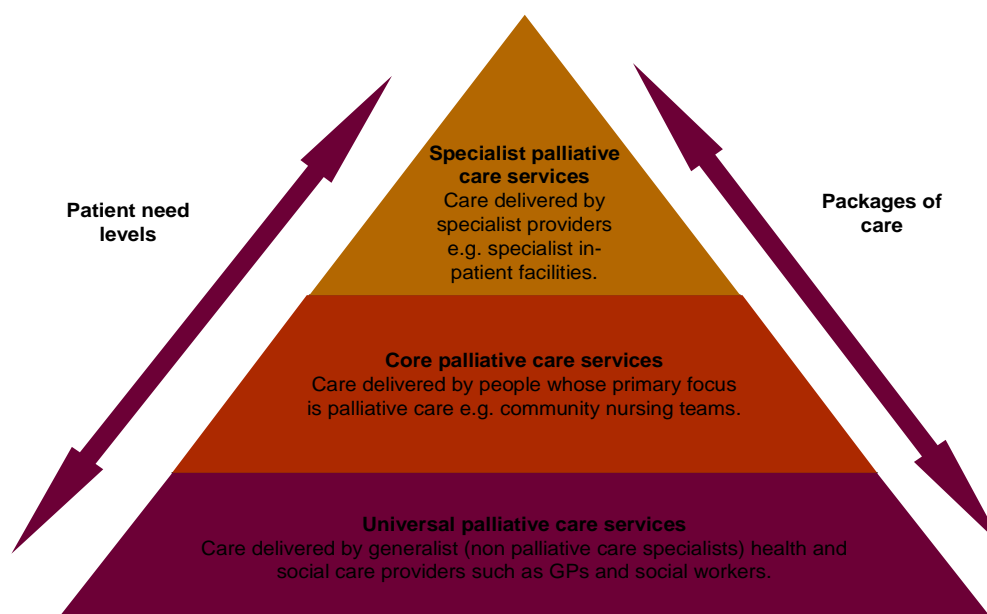 Specialist palliative
care services
Care delivered by
specialist providers
e.g. specialist in-
patient facilities.
Patient need
levels
Packages of
care
Core palliative care services
Care delivered by people whose primary focus
is palliative care e.g. community nursing teams.
Universal palliative care services
Care delivered by generalist (non palliative care specialists) health and
social care providers such as GPs and social workers.